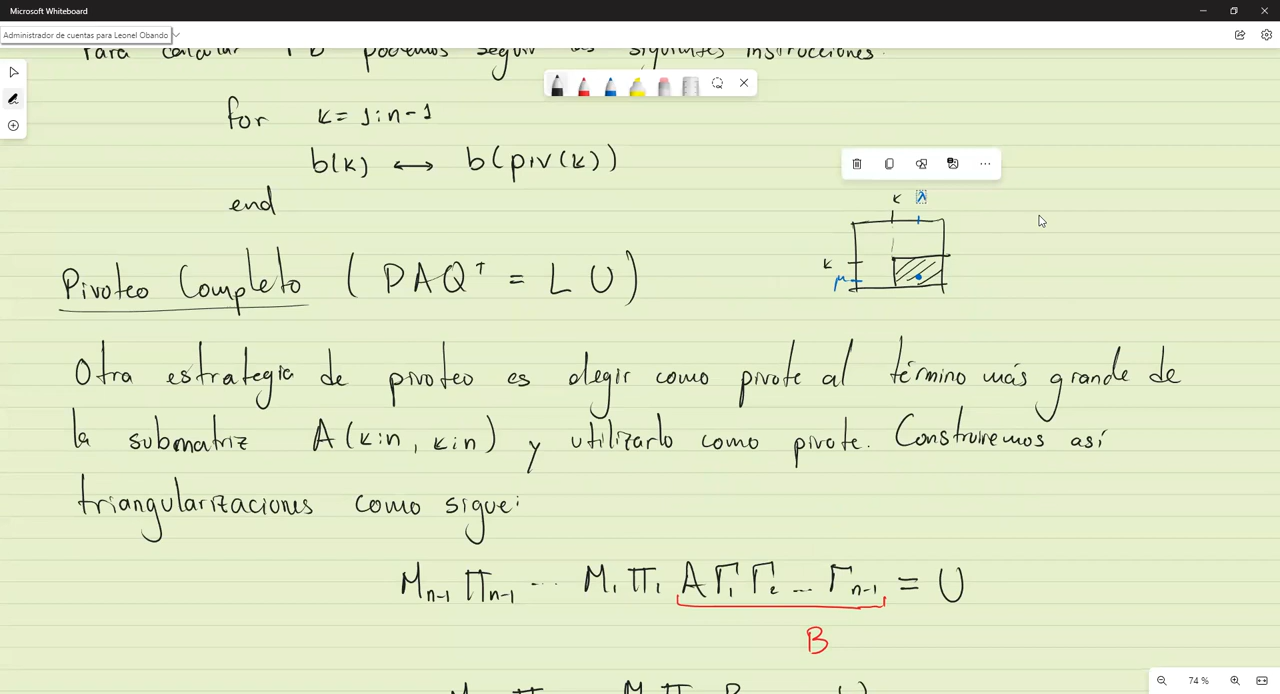 Microsoft Whiteboard
Administrador de cuentas para Leonel Obando
Para calcular Pb podemos seguir las siguientes instrucciones:
for k = 1:n-1
b(k) ↔ b(piv(k))
end
k λ
k
μ
Pivoteo Completo (PAQᵀ = LU)
Otra estrategia de pivoteo es elegir como pivote al término más grande de
la submatriz A(k:n, k:n) y utilizarlo como pivote. Construiremos así
triangularizaciones como sigue:
Mₙ₋₁ Πₙ₋₁ ... M₁ Π₁ A Γ₁ Γ₂ ... Γₙ₋₁ = U
B
74 %